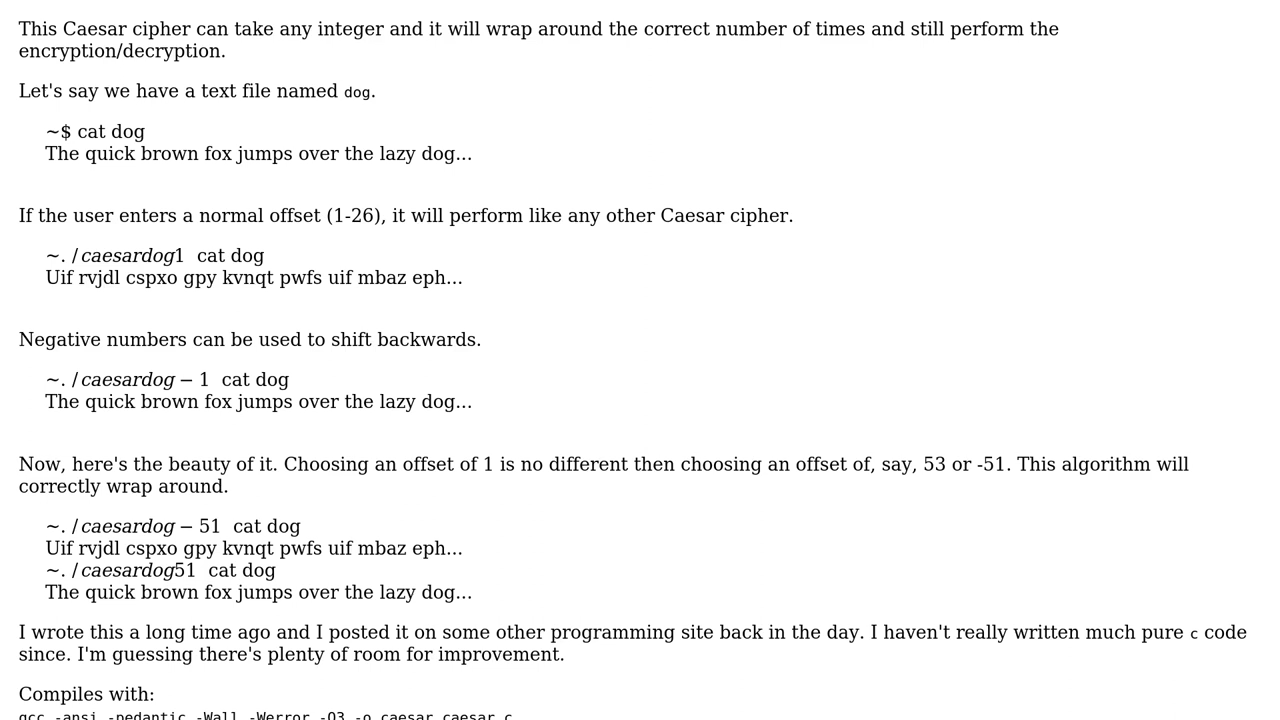 This Caesar cipher can take any integer and it will wrap around the correct number of times and still perform the
encryption/decryption.
Let's say we have a text file named dog.
~$ cat dog
The quick brown fox jumps over the lazy dog...
If the user enters a normal offset (1-26), it will perform like any other Caesar cipher.
~. /caesardog1 cat dog
Uif rvjdl cspxo gpy kvnqt pwfs uif mbaz eph...
Negative numbers can be used to shift backwards.
~. /caesardog − 1 cat dog
The quick brown fox jumps over the lazy dog...
Now, here's the beauty of it. Choosing an offset of 1 is no different then choosing an offset of, say, 53 or -51. This algorithm will
correctly wrap around.
~. /caesardog − 51 cat dog
Uif rvjdl cspxo gpy kvnqt pwfs uif mbaz eph...
~. /caesardog51 cat dog
The quick brown fox jumps over the lazy dog...
I wrote this a long time ago and I posted it on some other programming site back in the day. I haven't really written much pure c code
since. I'm guessing there's plenty of room for improvement.
Compiles with:
gcc -ansi -pedantic -Wall -Werror -O3 -o caesar caesar.c